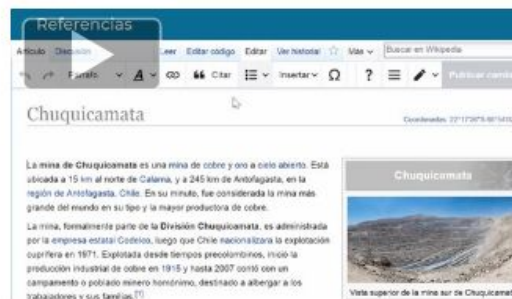 Referencias
Artículo Discusión Leer Editar código Editar Ver historial Más Buscar en Wikipedia
Párrafo A Citar Insertar Ω ?
Chuquicamata
La mina de Chuquicamata es una mina de cobre y oro a cielo abierto. Está
ubicada a 15 km al norte de Calama, y a 245 km de Antofagasta, en la
región de Antofagasta, Chile. En su minuto, fue considerada la mina más
grande del mundo en su tipo y la mayor productora de cobre.
La mina, formalmente parte de la División Chuquicamata, es administrada
por la empresa estatal Codelco, luego que Chile nacionalizara la explotación
cuprífera en 1971. Explotada desde tiempos precolombinos, inició la
producción industrial de cobre en 1915 y hasta 2007 contó con un
campamento o poblado minero homónimo, destinado a albergar a los
trabajadores y sus familias.[1]
Chuquicamata
Vista superior de la mina sur de Chuquicamata